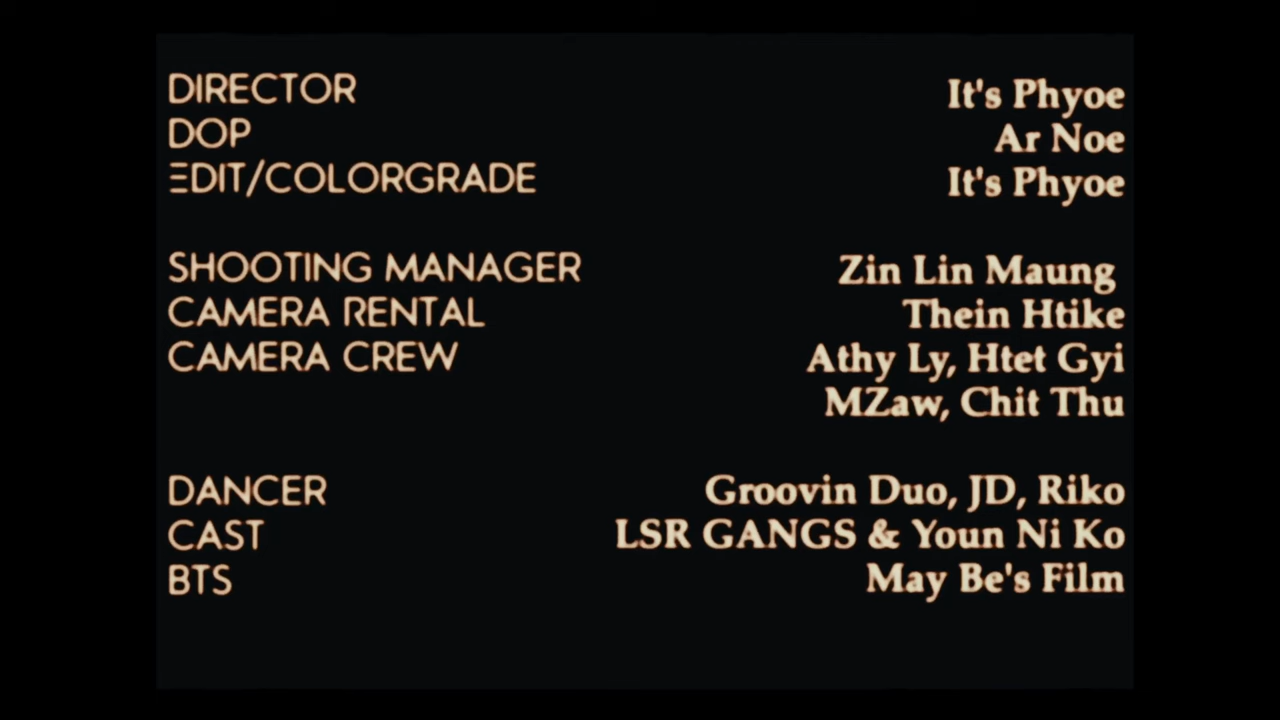 DIRECTOR It's Phyoe
DOP Ar Noe
EDIT/COLORGRADE It's Phyoe
SHOOTING MANAGER Zin Lin Maung
CAMERA RENTAL Thein Htike
CAMERA CREW Athy Ly, Htet Gyi
MZaw, Chit Thu
DANCER Groovin Duo, JD, Riko
CAST LSR GANGS & Youn Ni Ko
BTS May Be's Film